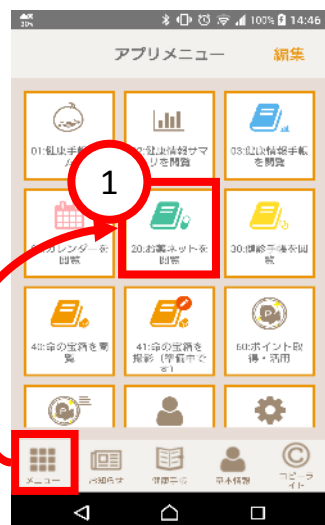 30%
100% 14:46
アプリメニュー 編集
1
02:健康情報サマリを閲覧
03:健康情報手帳を閲覧
カレンダーを閲覧
20:お薬ネットを閲覧
30:健診手帳を閲覧
40:命の宝箱を閲覧
41:命の宝箱を撮影（準備中です）
60:ポイント取得・活用
メニュー
お知らせ
健康手帳
基本情報
コピーライト